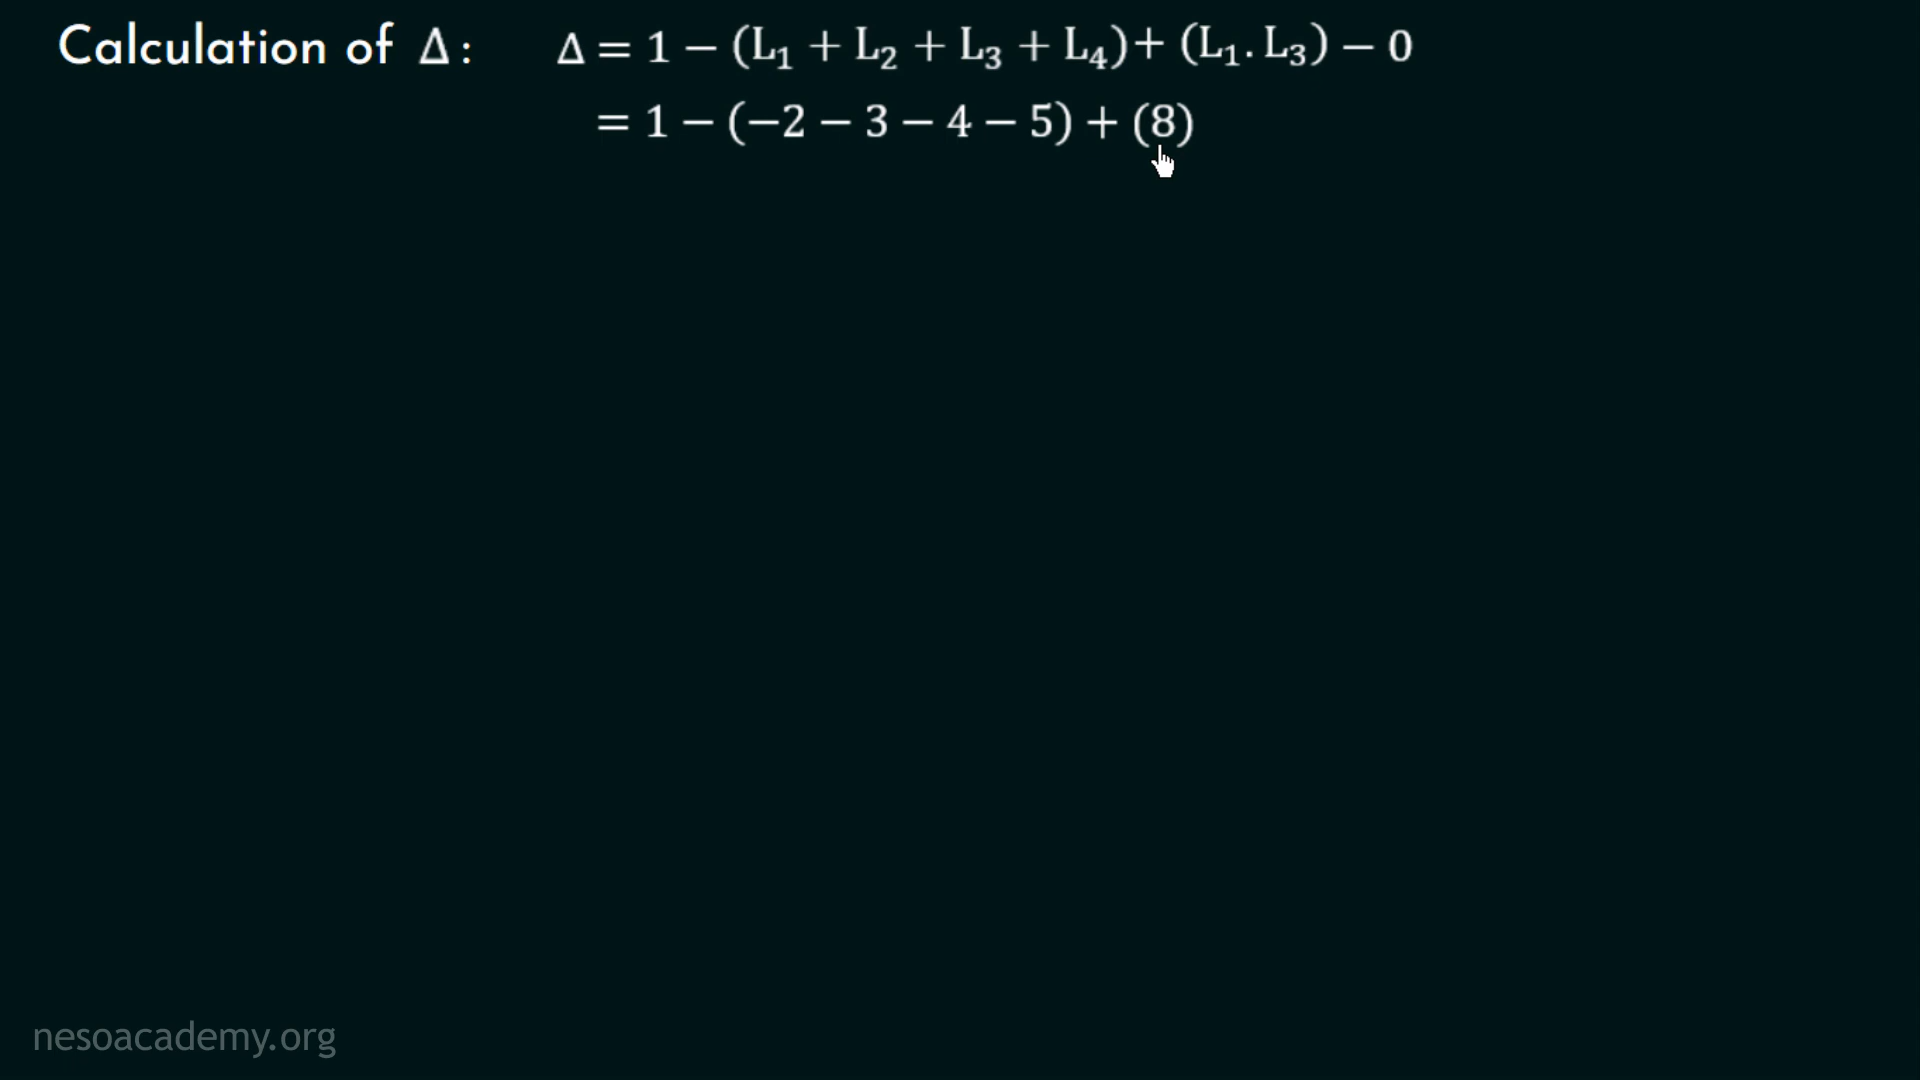 Calculation of Δ : Δ = 1 − (L₁ + L₂ + L₃ + L₄)+ (L₁. L₃) − 0
= 1 − (−2 − 3 − 4 − 5) + (8)
nesoacademy.org